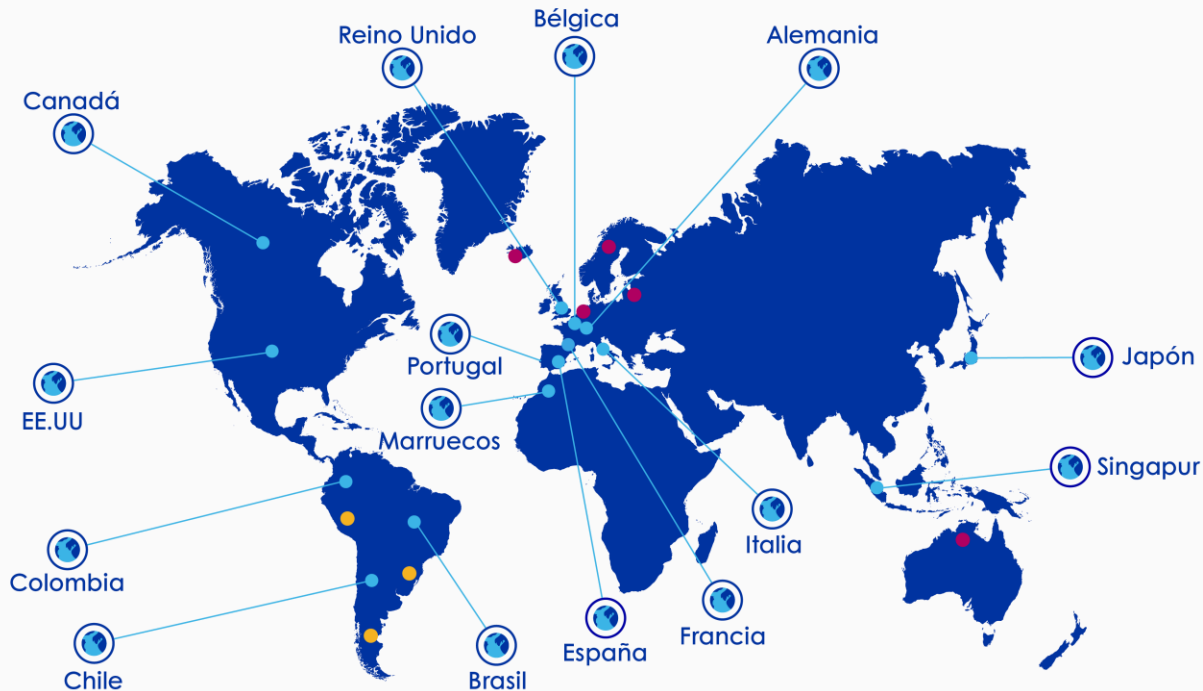 Bélgica
Reino Unido
Alemania
Canadá
Portugal
Japón
EE.UU
Marruecos
Singapur
Italia
Colombia
Francia
España
Chile
Brasil